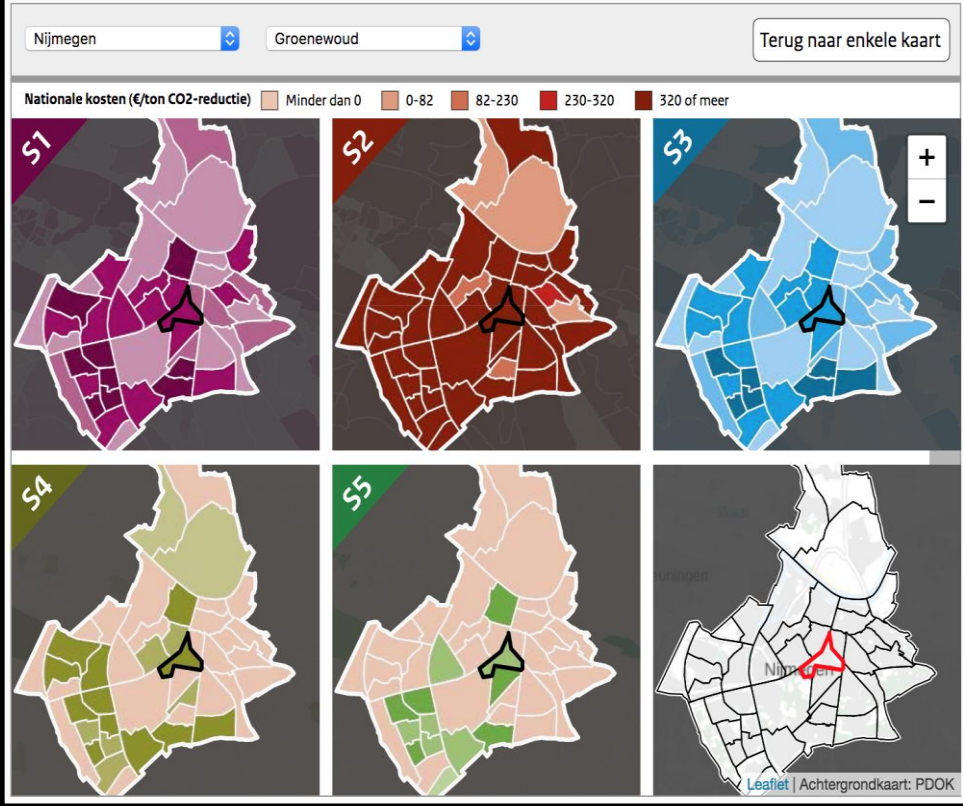 Nijmegen
Groenewoud
Terug naar enkele kaart
Nationale kosten (€/ton CO2-reductie) Minder dan 0 0-82 82-230 230-320 320 of meer
S1
S2
S3
+
−
S4
S5
Nijmegen
Leaflet | Achtergrondkaart: PDOK